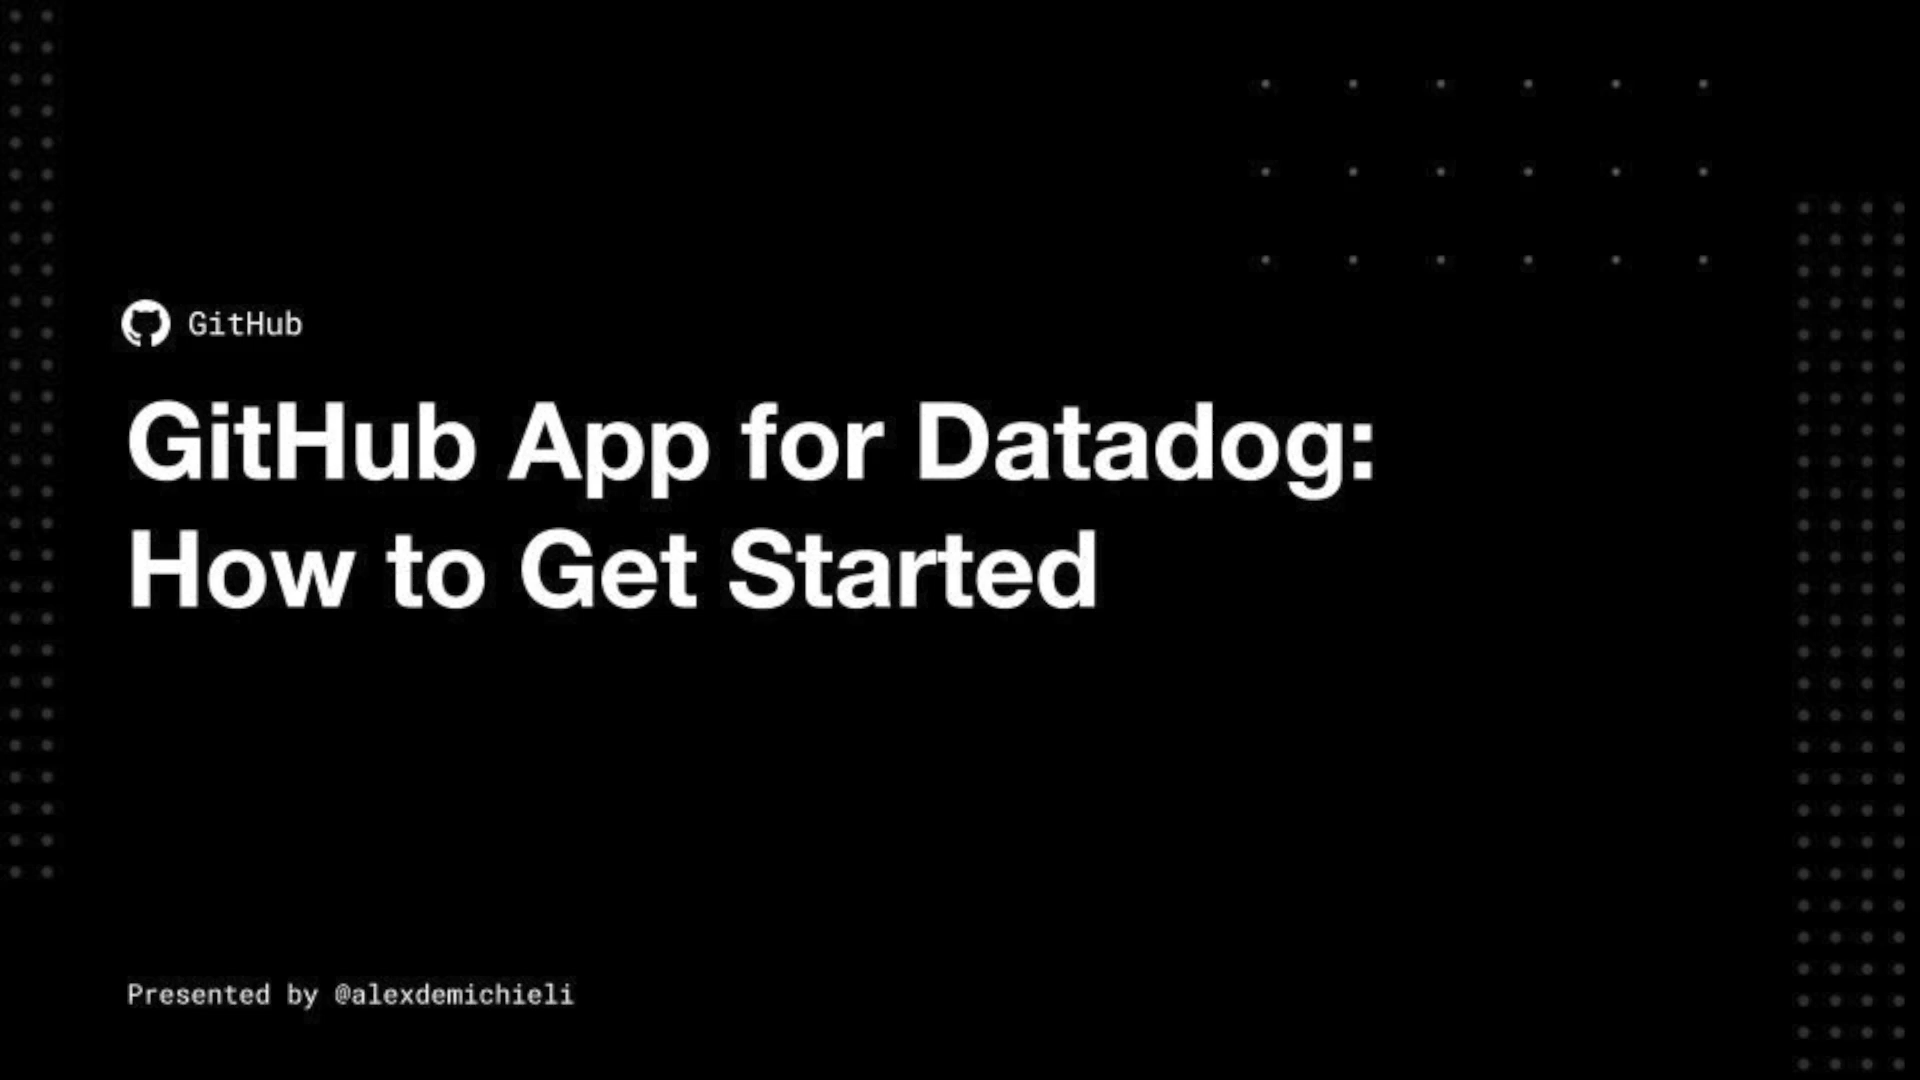 GitHub
GitHub App for Datadog:
How to Get Started
Presented by @alexdemichieli